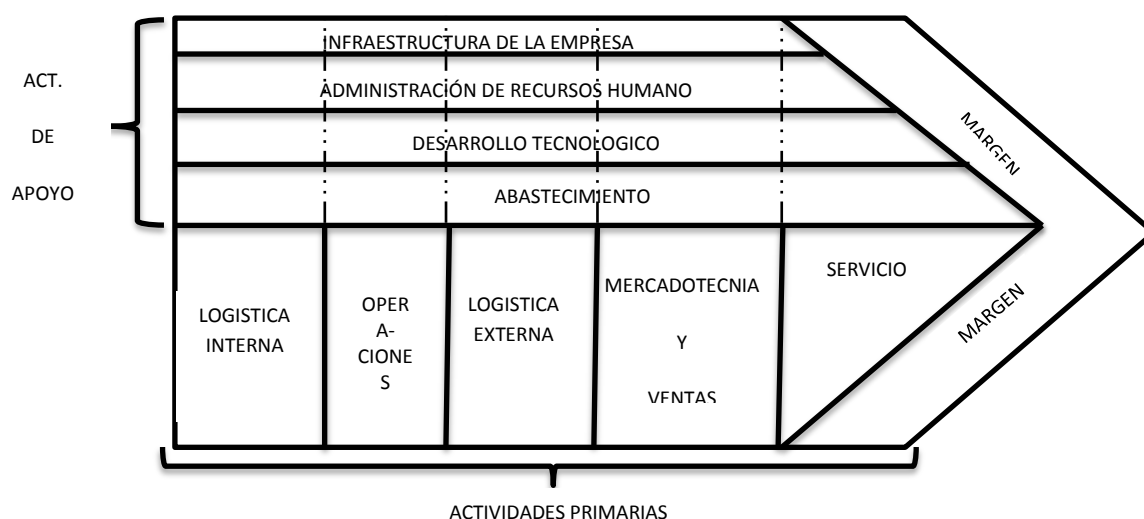 ACT.
DE
APOYO
INFRAESTRUCTURA DE LA EMPRESA
ADMINISTRACIÓN DE RECURSOS HUMANO
DESARROLLO TECNOLOGICO
ABASTECIMIENTO
MARGEN
LOGISTICA
INTERNA
OPER
A-
CIONE
S
LOGISTICA
EXTERNA
MERCADOTECNIA
Y
VENTAS
SERVICIO
MARGEN
ACTIVIDADES PRIMARIAS